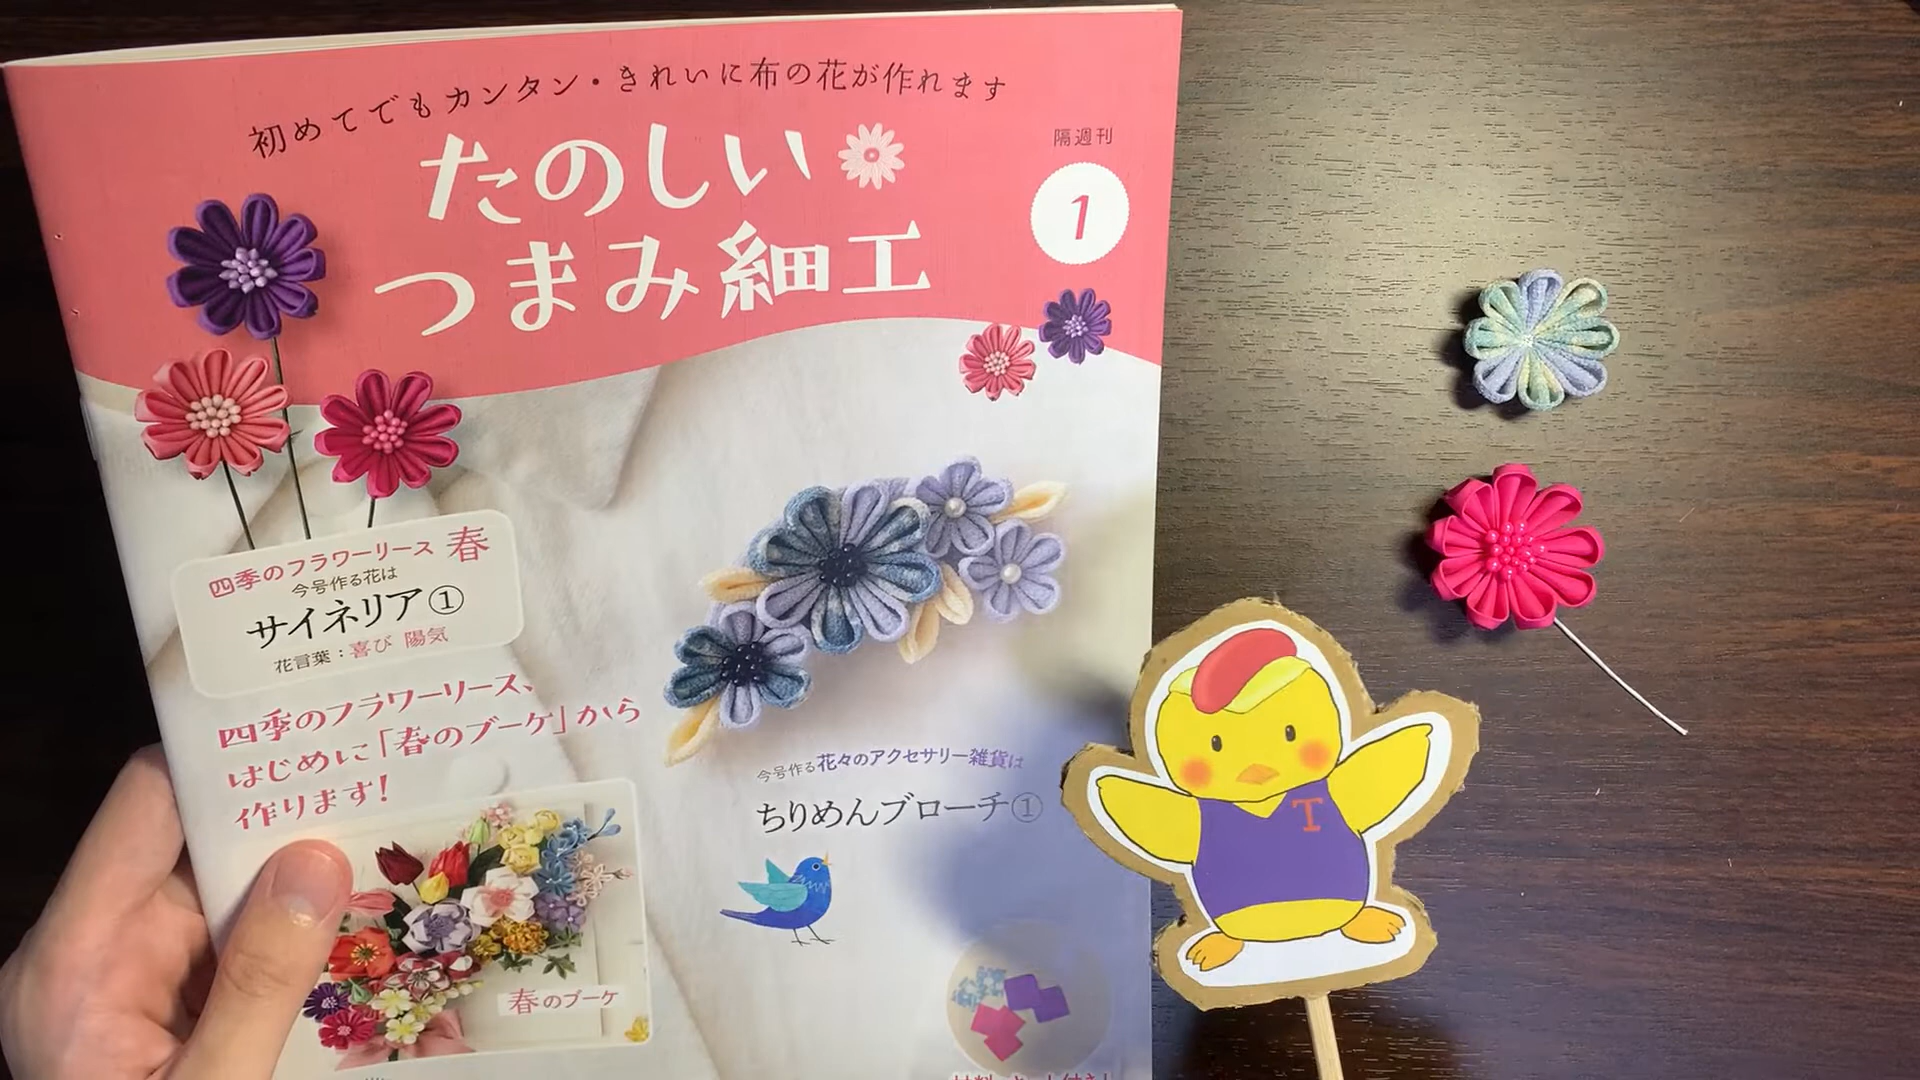 初めてでもカンタン・きれいに布の花が作れます
たのしい
つまみ細工
隔週刊
1
四季のフラワーリース 春
今号作る花は
サイネリア①
花言葉:喜び 陽気
四季のフラワーリース、
はじめに「春のブーケ」から
作ります!
春のブーケ
今号作る花々のアクセサリー雑貨は
ちりめんブローチ①
T